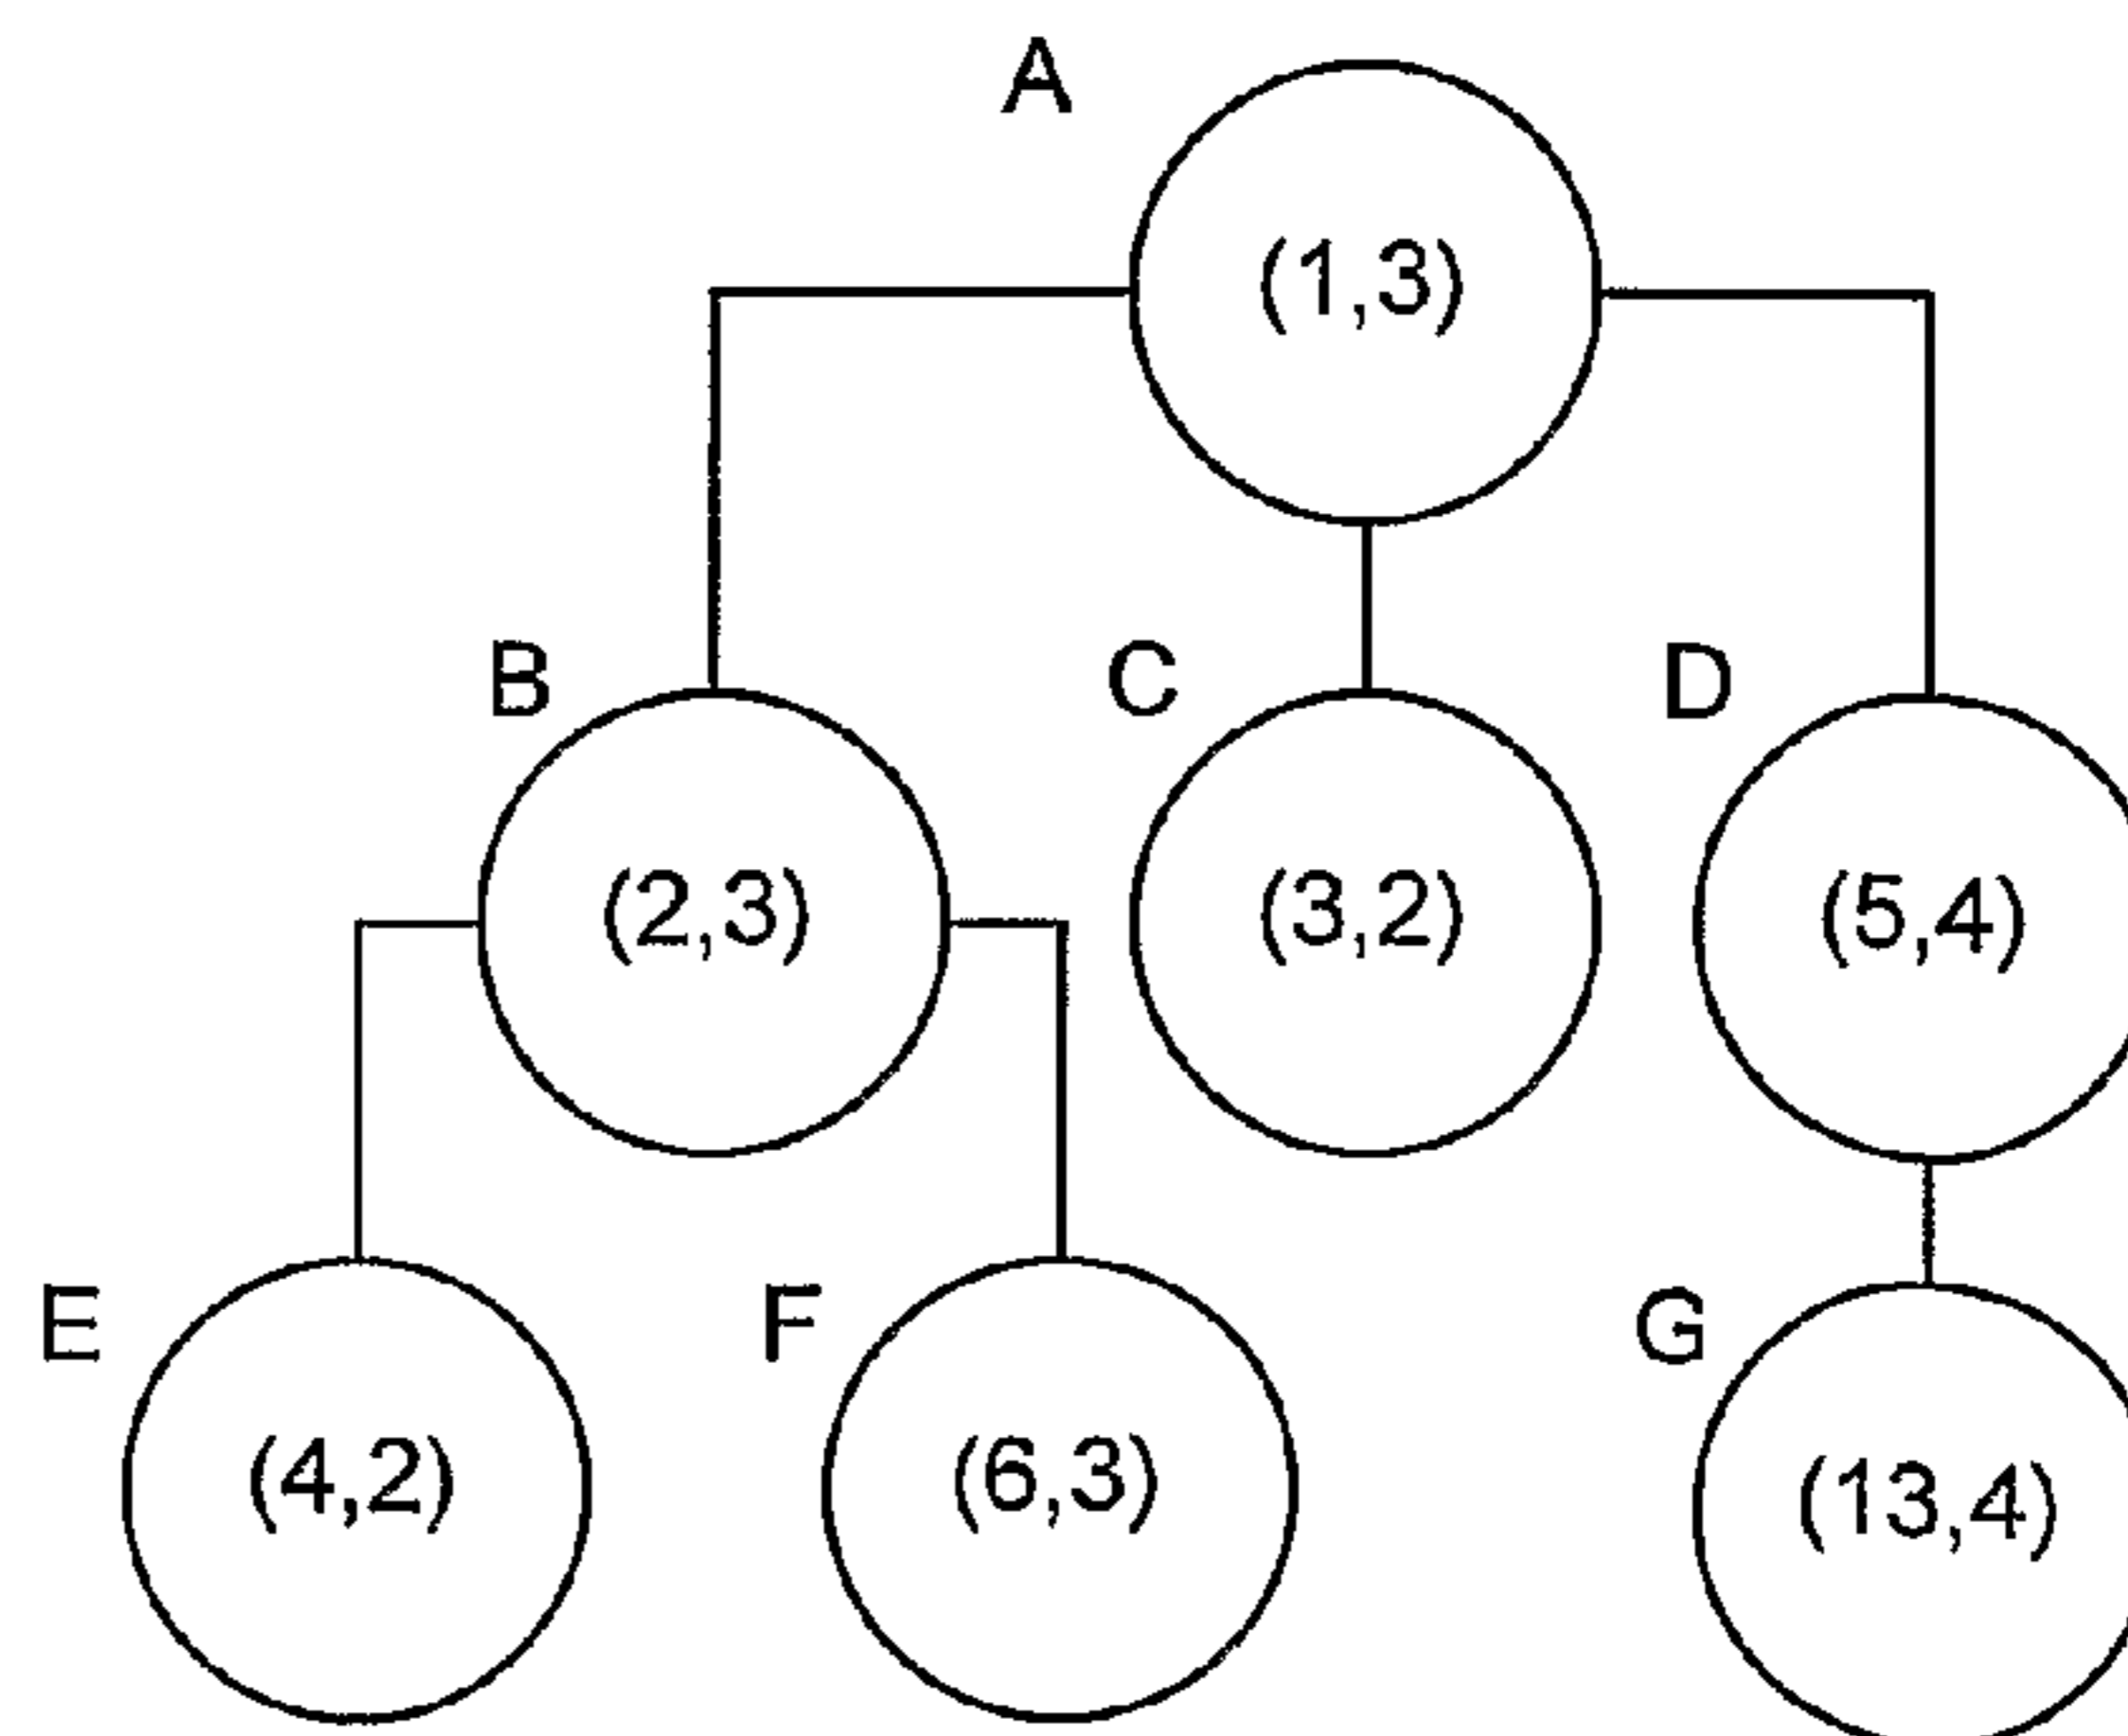 A
(1,3)
B C D
(2,3) (3,2) (5,4)
E F G
(4,2) (6,3) (13,4)